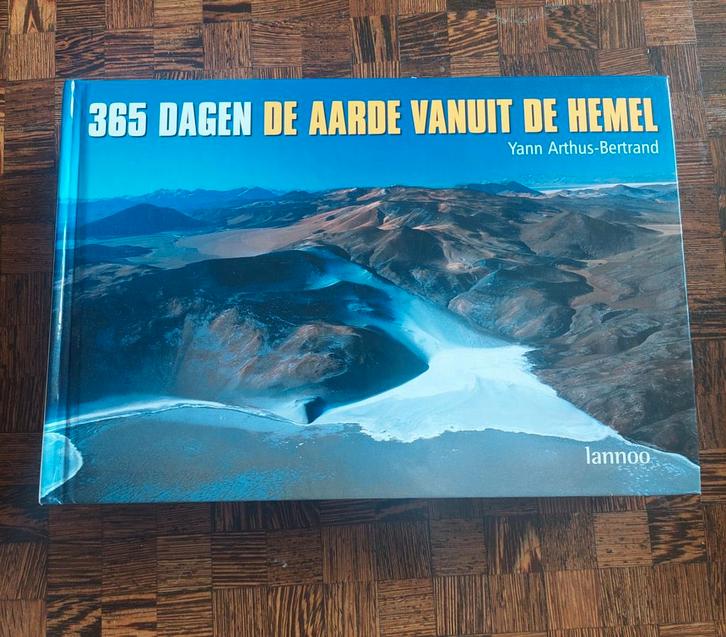 365 DAGEN DE AARDE VANUIT DE HEMEL
Yann Arthus-Bertrand
lannoo